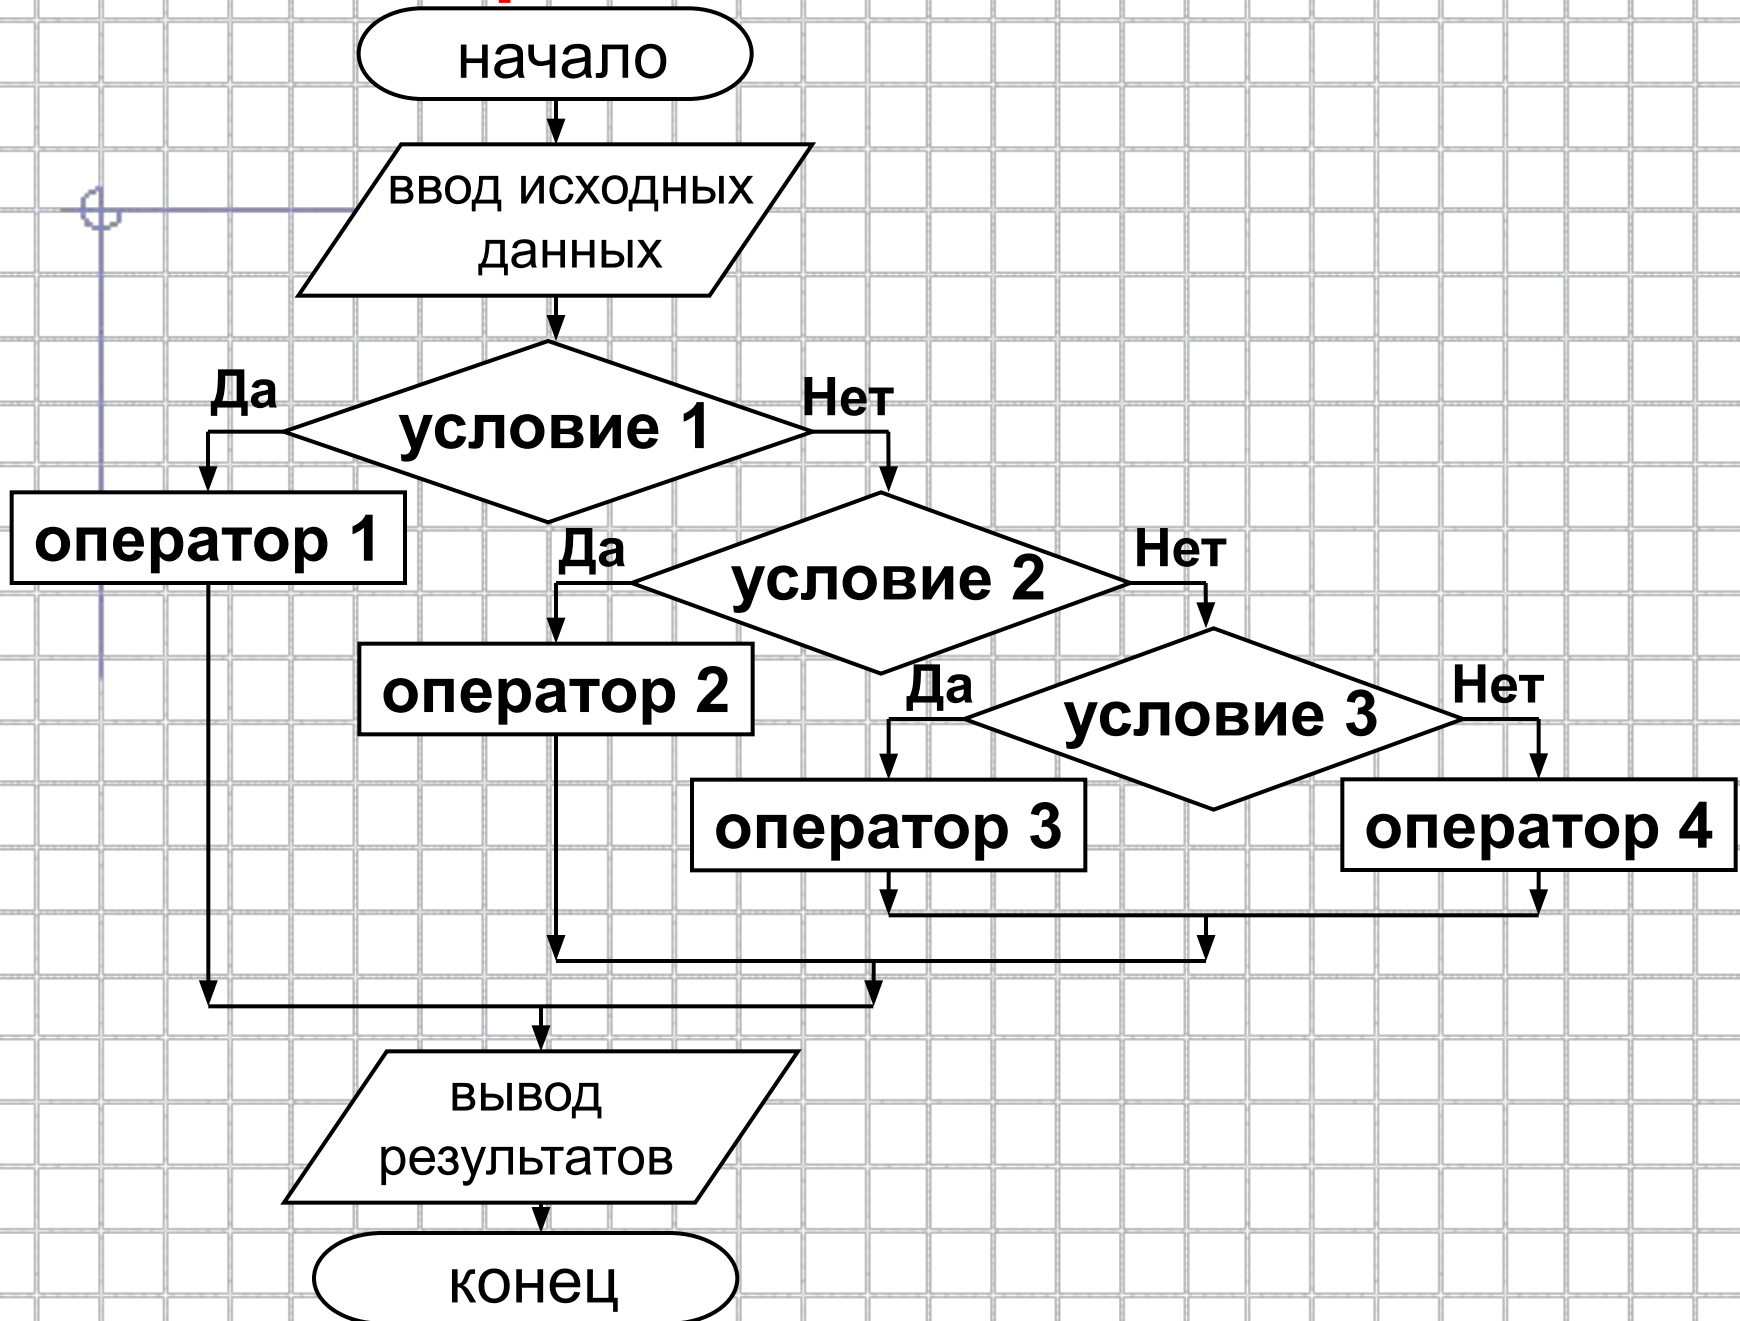 начало
ввод исходных
данных
Да
Нет
условие 1
оператор 1
Да
Нет
условие 2
оператор 2
Да
Нет
условие 3
оператор 3
оператор 4
вывод
результатов
конец